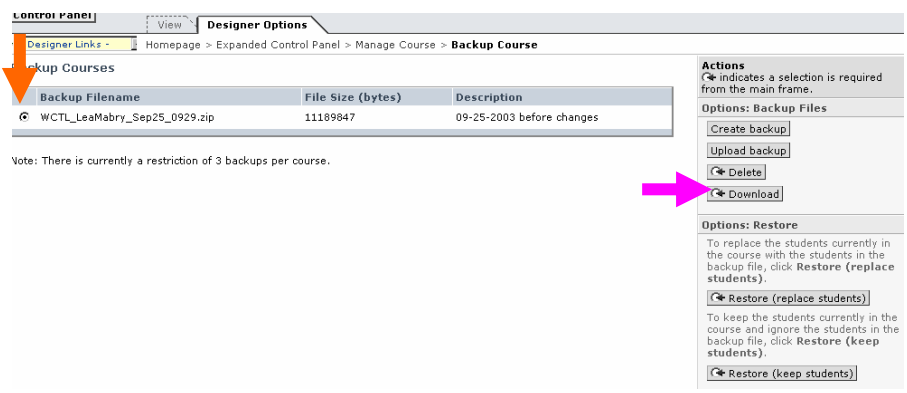 Control Panel
View
Designer Options
Designer Links -
Homepage > Expanded Control Panel > Manage Course > Backup Course
kup Courses
Backup Filename File Size (bytes) Description
WCTL_LeaMabry_Sep25_0929.zip 11189847 09-25-2003 before changes
Note: There is currently a restriction of 3 backups per course.
Actions
indicates a selection is required
from the main frame.
Options: Backup Files
Create backup
Upload backup
Delete
Download
Options: Restore
To replace the students currently in
the course with the students in the
backup file, click Restore (replace
students).
Restore (replace students)
To keep the students currently in the
course and ignore the students in the
backup file, click Restore (keep
students).
Restore (keep students)